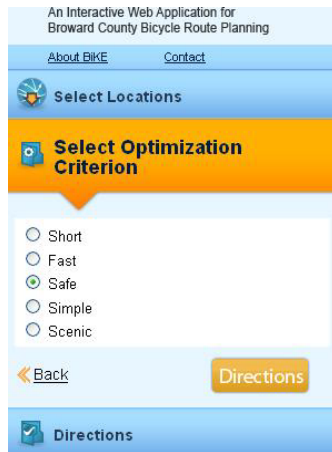 An Interactive Web Application for
Broward County Bicycle Route Planning
About BiKE Contact
Select Locations
Select Optimization
Criterion
Short
Fast
Safe
Simple
Scenic
Back
Directions
Directions